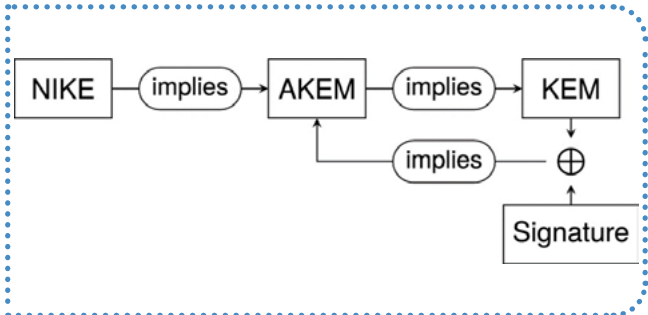 NIKE
implies
AKEM
implies
KEM
implies
Signature